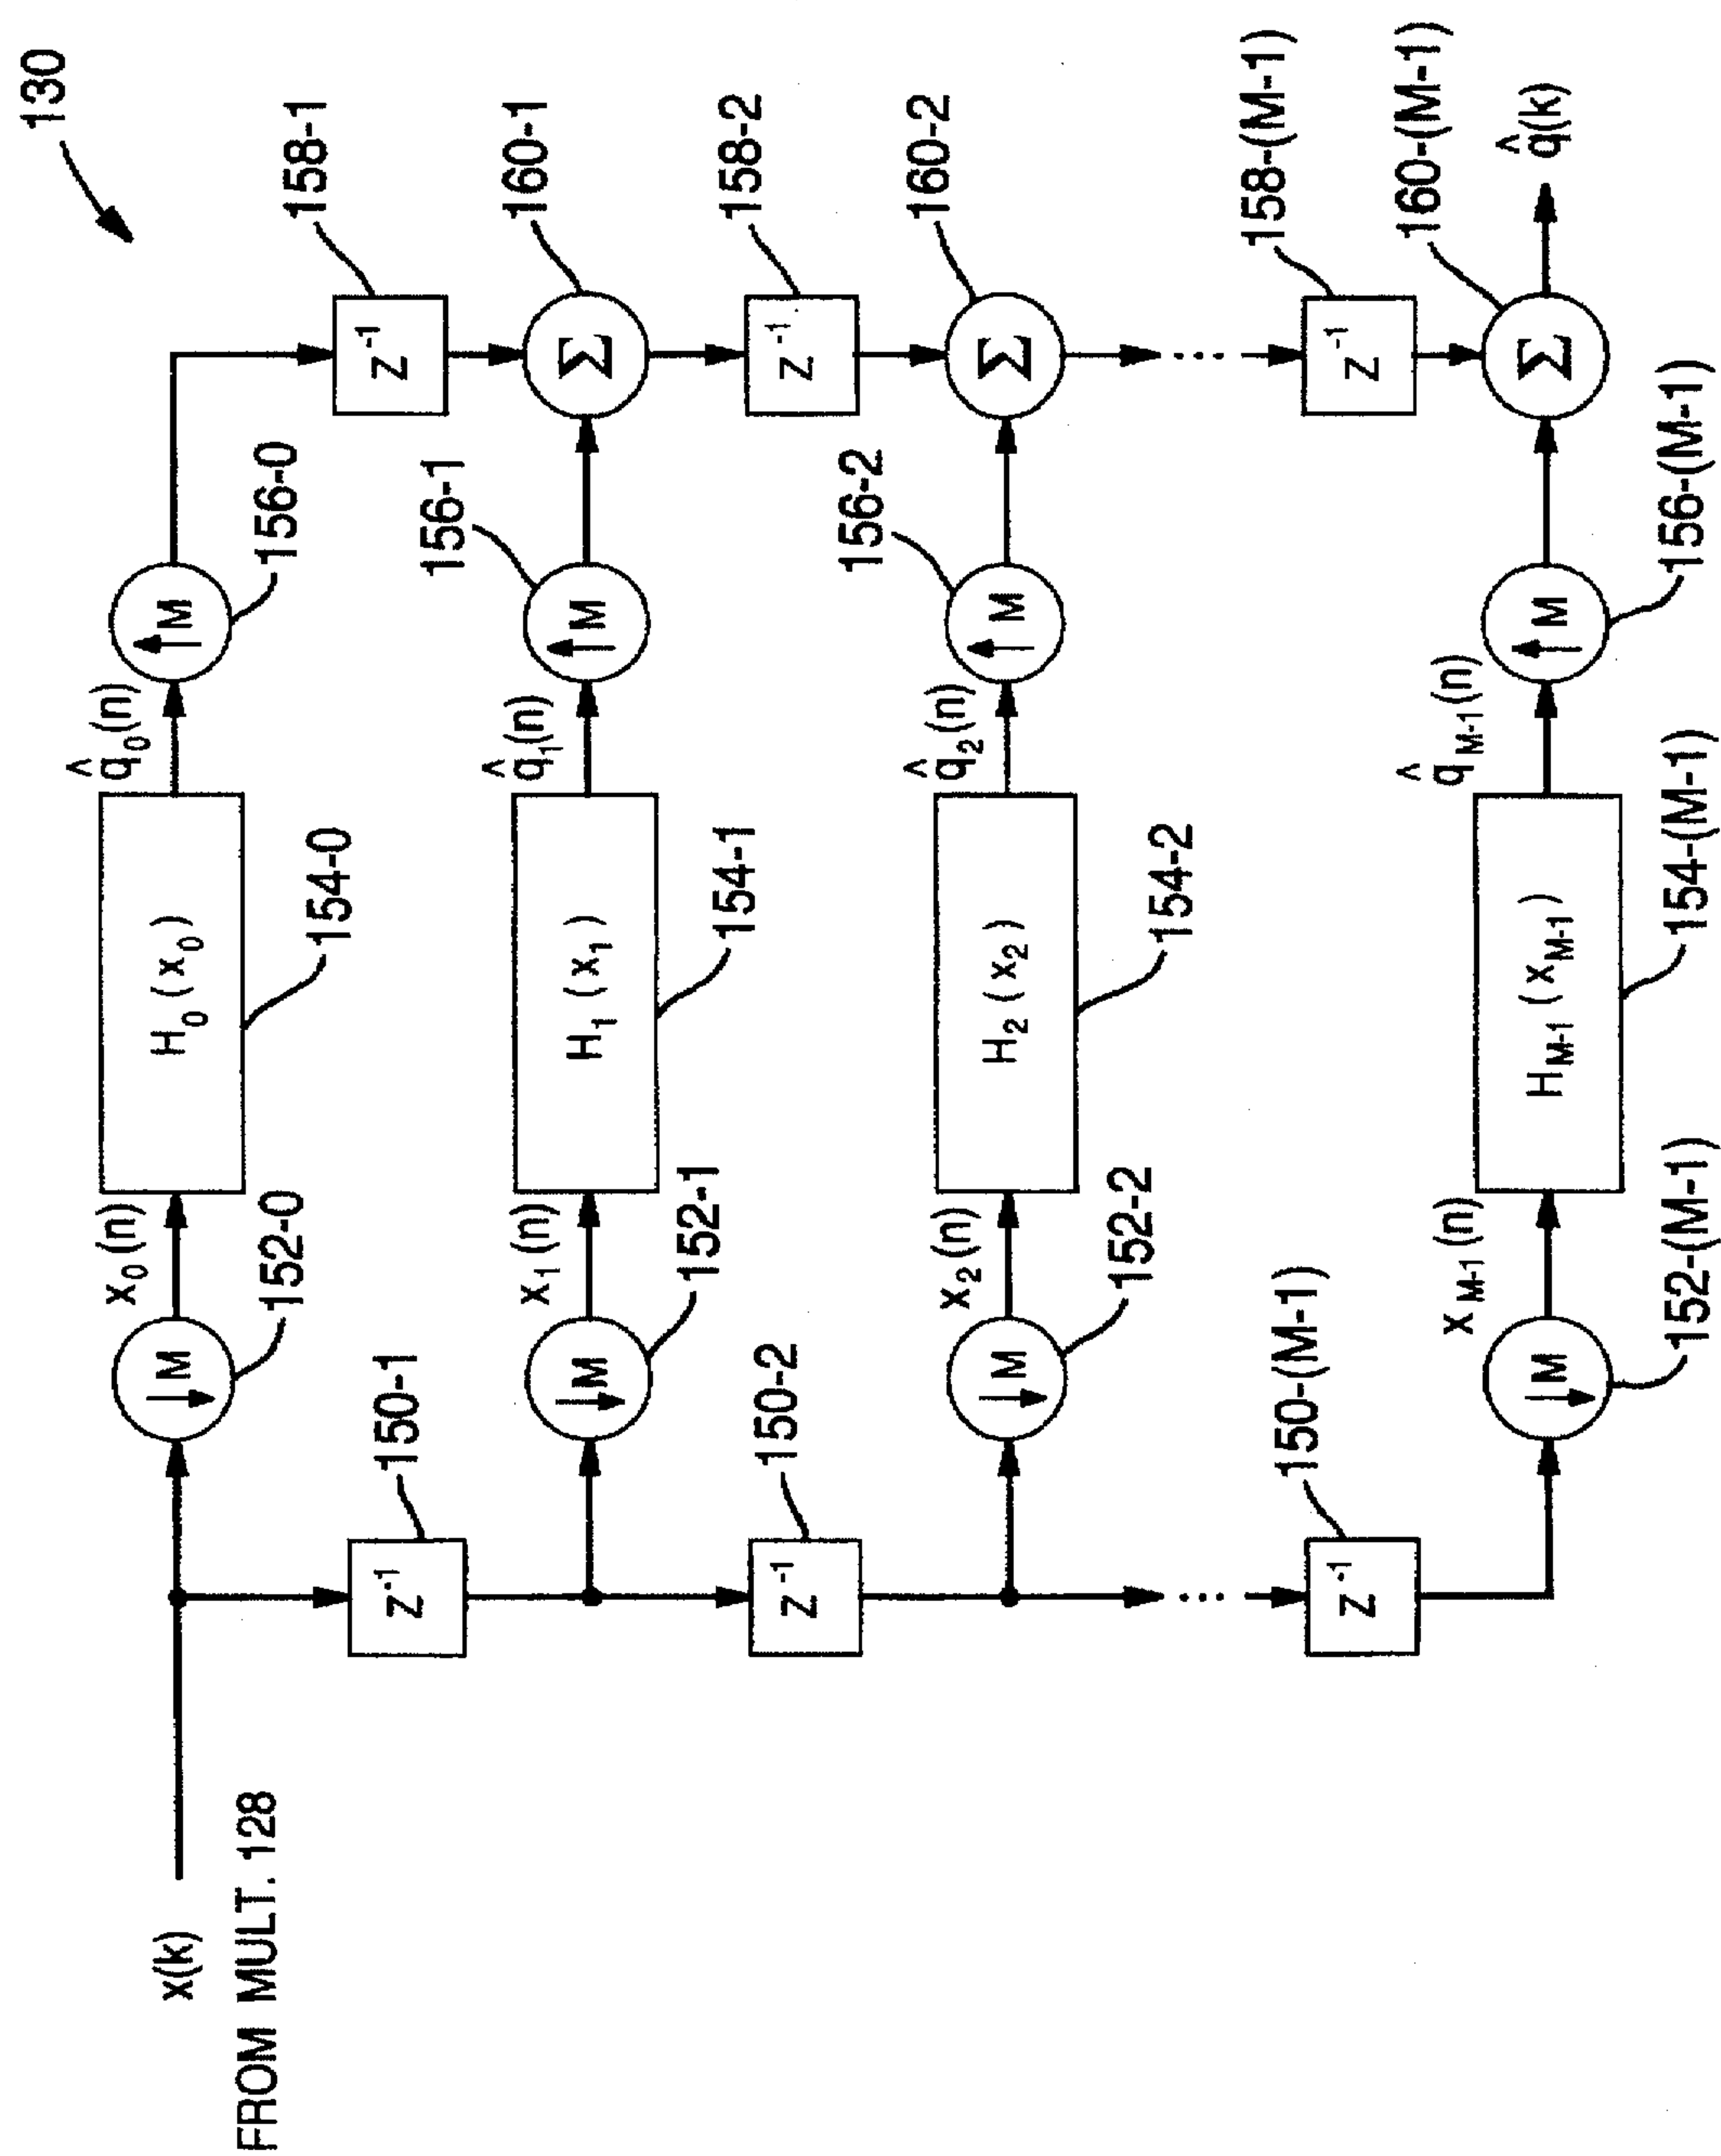 130
x(k)
FROM MULT. 128
150-1
150-2
150-(M-1)
z⁻¹
z⁻¹
z⁻¹
↓M
↓M
↓M
↓M
152-0
152-1
152-2
152-(M-1)
x₀(n)
x₁(n)
x₂(n)
x_{M-1}(n)
H₀(x₀)
H₁(x₁)
H₂(x₂)
H_{M-1}(x_{M-1})
154-0
154-1
154-2
154-(M-1)
q̂₀(n)
q̂₁(n)
q̂₂(n)
q̂_{M-1}(n)
↑M
↑M
↑M
↑M
156-0
156-1
156-2
156-(M-1)
z⁻¹
z⁻¹
z⁻¹
158-1
158-2
158-(M-1)
Σ
Σ
Σ
160-1
160-2
160-(M-1)
q̂(k)